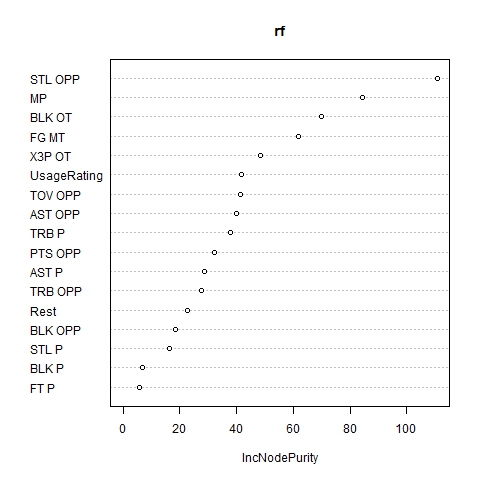 rf
STL OPP
MP
BLK OT
FG MT
X3P OT
UsageRating
TOV OPP
AST OPP
TRB P
PTS OPP
AST P
TRB OPP
Rest
BLK OPP
STL P
BLK P
FT P
0 20 40 60 80 100
IncNodePurity